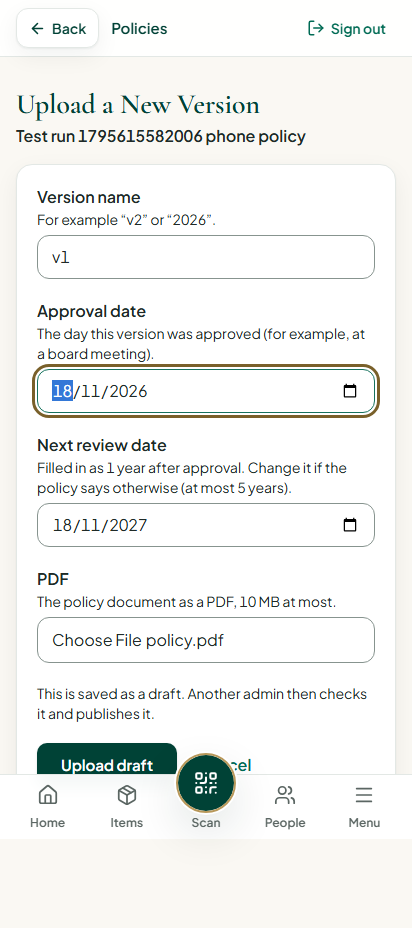 Back Policies Sign out
Upload a New Version
Test run 1795615582006 phone policy
Version name
For example “v2” or “2026”.
v1
Approval date
The day this version was approved (for example, at
a board meeting).
18/11/2026
Next review date
Filled in as 1 year after approval. Change it if the
policy says otherwise (at most 5 years).
18/11/2027
PDF
The policy document as a PDF, 10 MB at most.
Choose File policy.pdf
This is saved as a draft. Another admin then checks
it and publishes it.
Upload draft
Home Items Scan People Menu